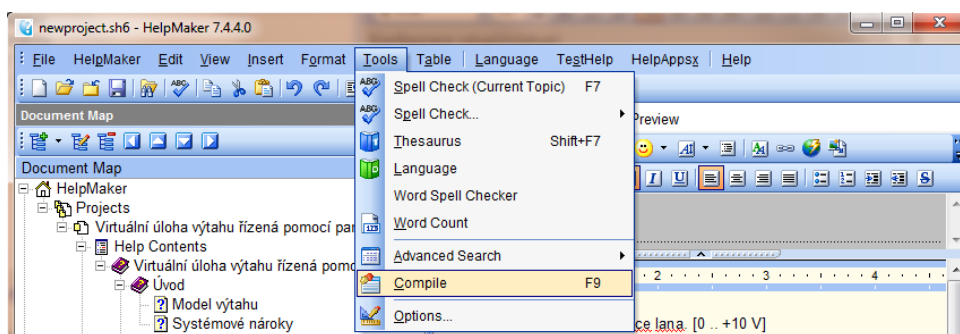 newproject.sh6 - HelpMaker 7.4.4.0
File HelpMaker Edit View Insert Format Tools Table Language TestHelp HelpAppsx Help
Document Map
Document Map
HelpMaker
Projects
Virtuální úloha výtahu řízená pomocí
Help Contents
Virtuální úloha výtahu řízená
Úvod
Model výtahu
Systémové nároky
Spell Check (Current Topic) F7
Spell Check...
Thesaurus Shift+F7
Language
Word Spell Checker
Word Count
Advanced Search
Compile F9
Options...
Preview
2 3 4
lana. [0 .. +10 V]